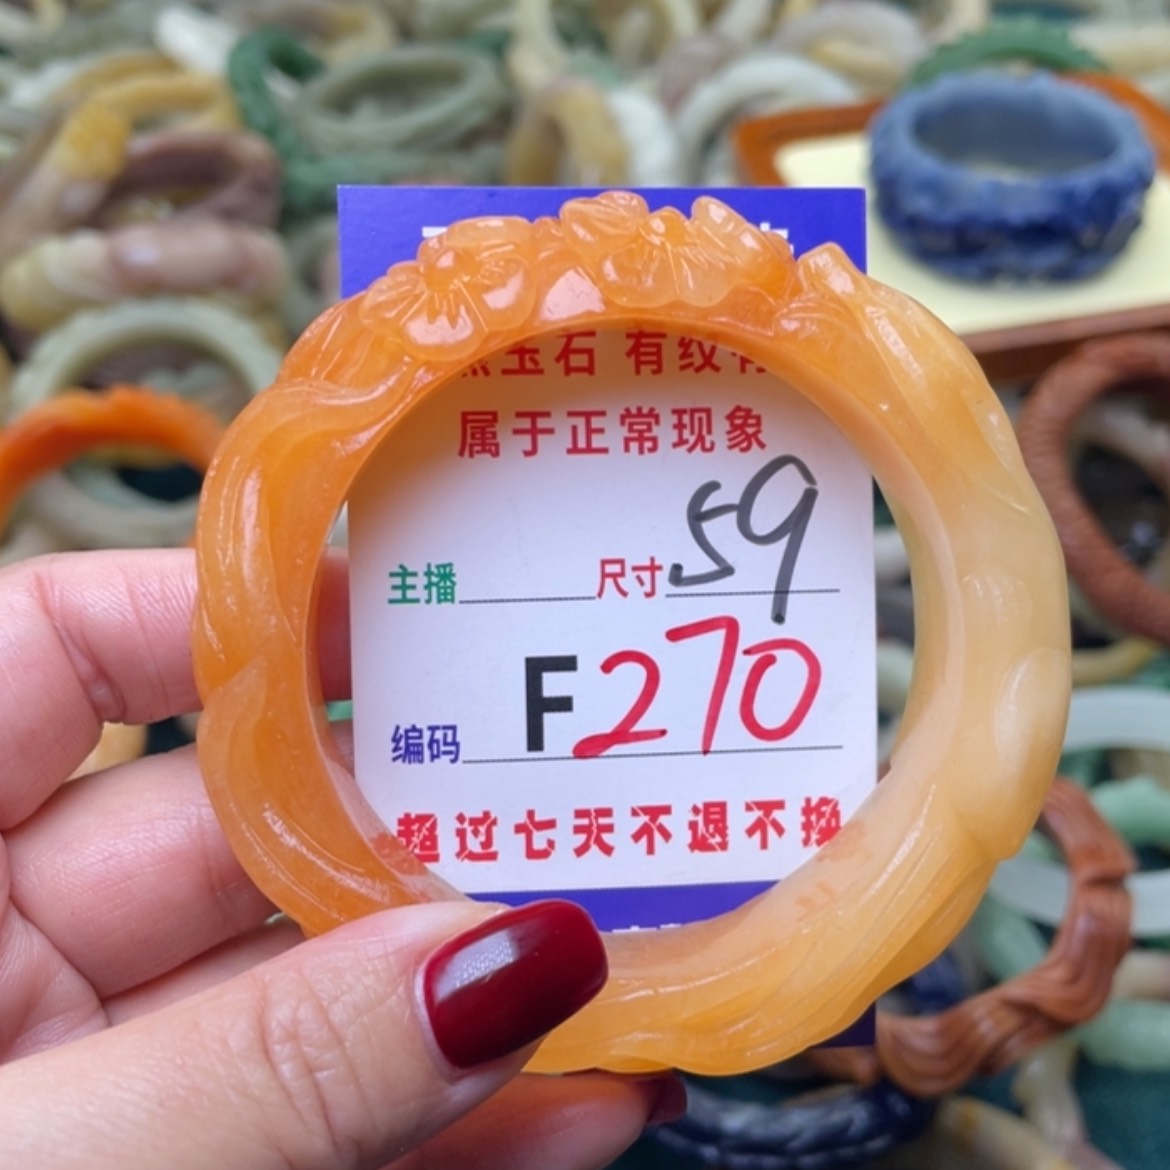 玉石 有纹
属于正常现象
主播 尺寸 59
编码 F270
超过七天不退不换